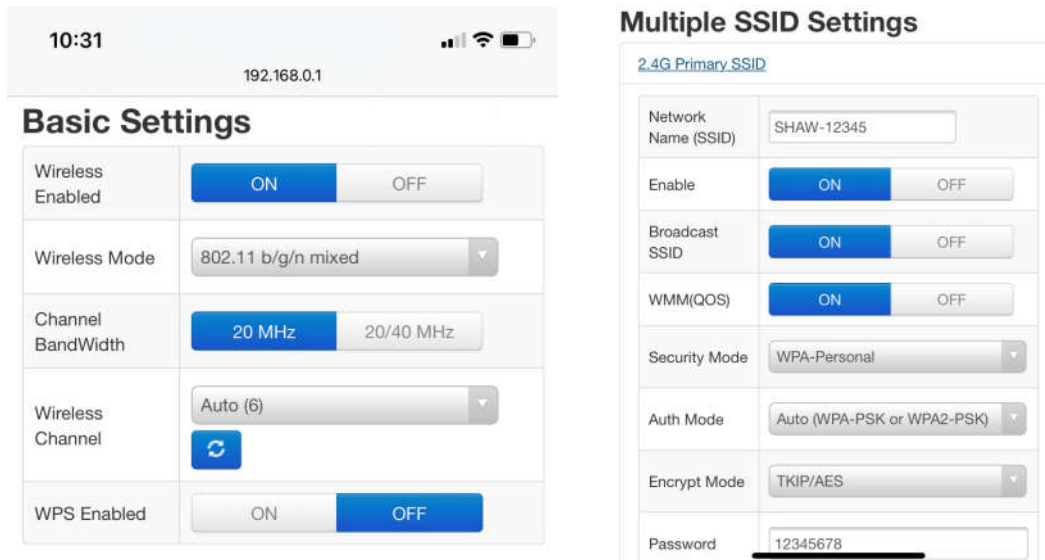 10:31
192.168.0.1
Basic Settings
Wireless
Enabled
ON
OFF
Wireless Mode
802.11 b/g/n mixed
Channel
BandWidth
20 MHz
20/40 MHz
Wireless
Channel
Auto (6)
WPS Enabled
ON
OFF
Multiple SSID Settings
2.4G Primary SSID
Network
Name (SSID)
SHAW-12345
Enable
ON
OFF
Broadcast
SSID
ON
OFF
WMM(QOS)
ON
OFF
Security Mode
WPA-Personal
Auth Mode
Auto (WPA-PSK or WPA2-PSK)
Encrypt Mode
TKIP/AES
Password
12345678